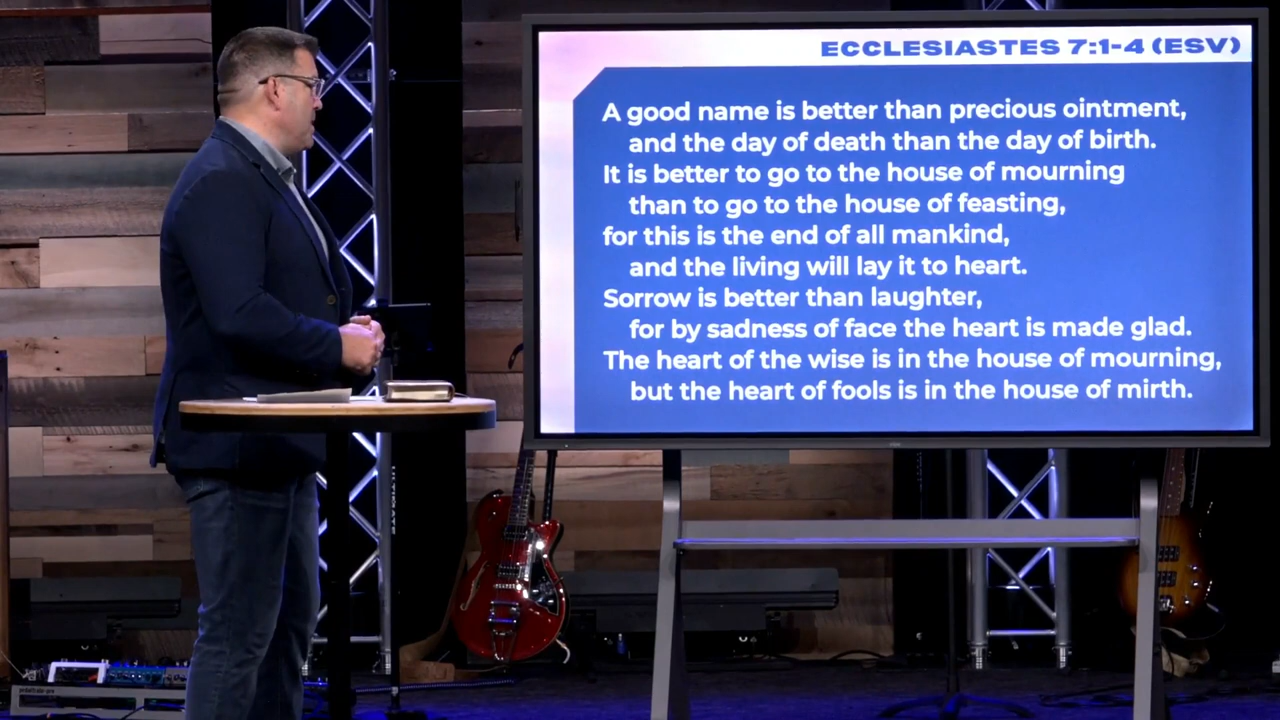 ECCLESIASTES 7:1-4 (ESV)
A good name is better than precious ointment,
and the day of death than the day of birth.
It is better to go to the house of mourning
than to go to the house of feasting,
for this is the end of all mankind,
and the living will lay it to heart.
Sorrow is better than laughter,
for by sadness of face the heart is made glad.
The heart of the wise is in the house of mourning,
but the heart of fools is in the house of mirth.
ULTIMATE